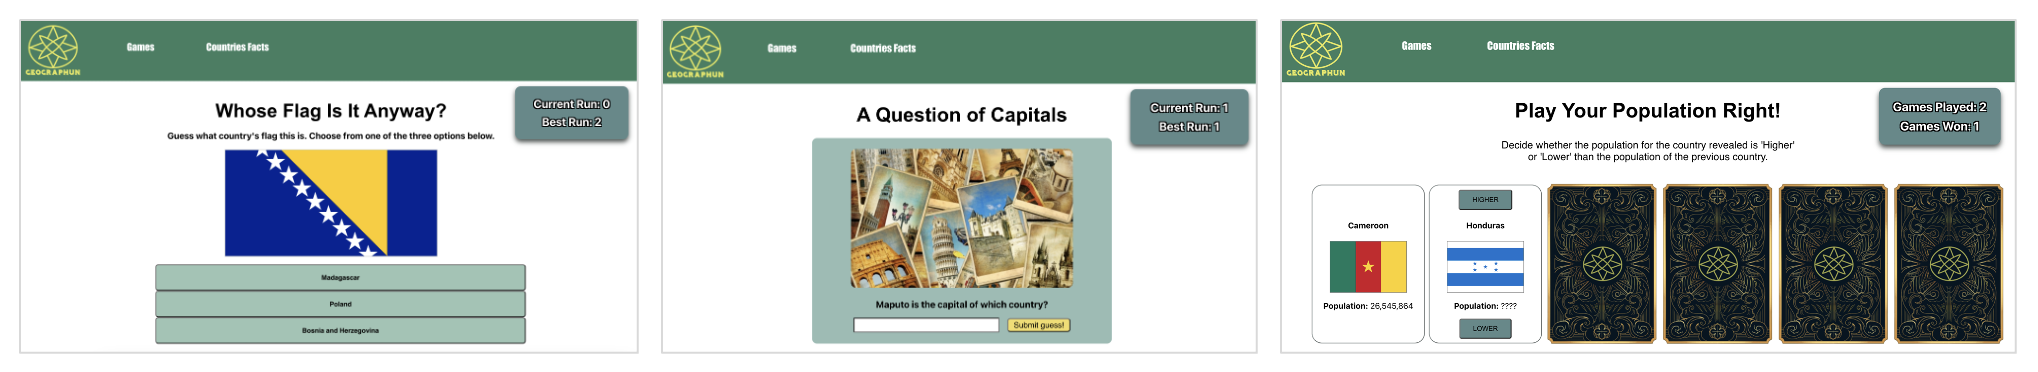 GEOGRAPHUN
Games
Countries Facts
Whose Flag Is It Anyway?
Current Run: 0
Best Run: 2
Guess what country's flag this is. Choose from one of the three options below.
Madagascar
Poland
Bosnia and Herzegovina
GEOGRAPHUN
Games
Countries Facts
A Question of Capitals
Current Run: 1
Best Run: 1
Maputo is the capital of which country?
Submit guess!
GEOGRAPHUN
Games
Countries Facts
Play Your Population Right!
Games Played: 2
Games Won: 1
Decide whether the population for the country revealed is 'Higher'
or 'Lower' than the population of the previous country.
Cameroon
Population: 26,545,864
HIGHER
Honduras
Population: ????
LOWER